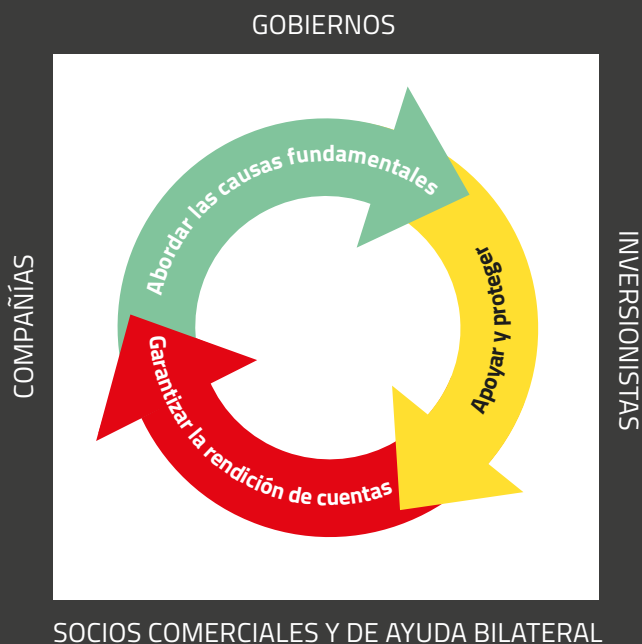 GOBIERNOS
Abordar las causas fundamentales
Apoyar y proteger
Garantizar la rendición de cuentas
COMPAÑÍAS
INVERSIONISTAS
SOCIOS COMERCIALES Y DE AYUDA BILATERAL